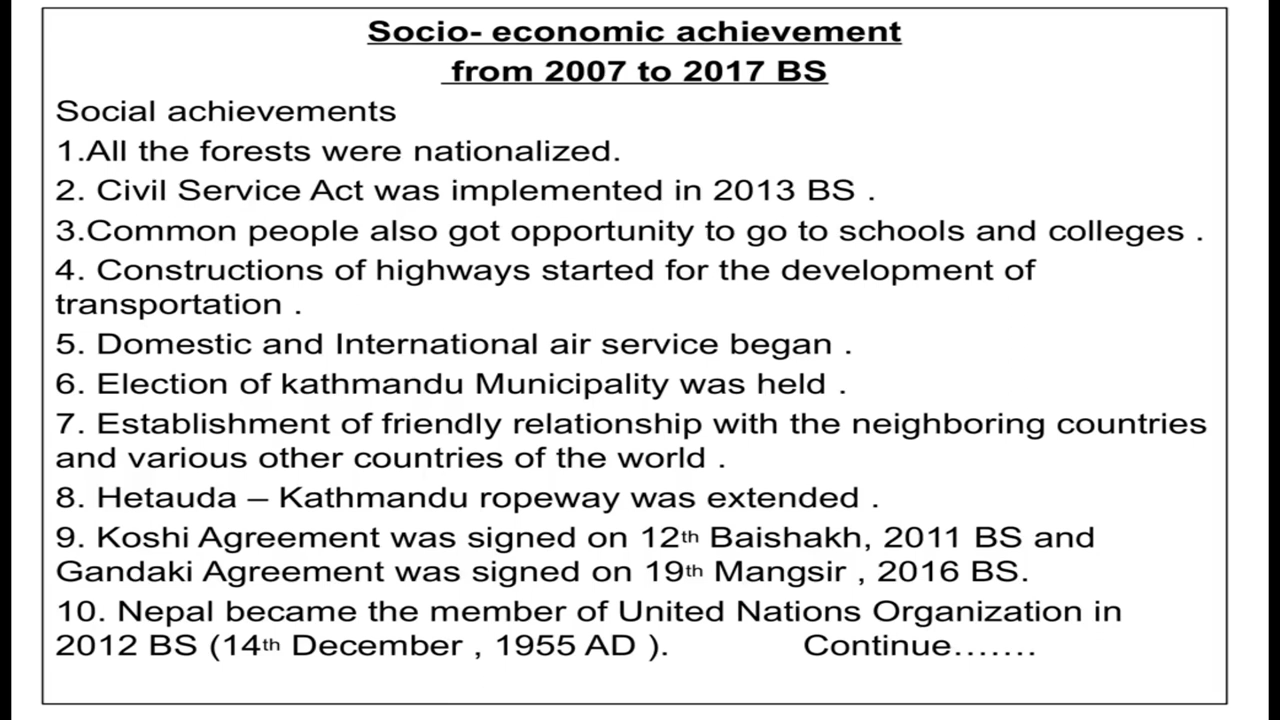 Socio- economic achievement
from 2007 to 2017 BS
Social achievements
1.All the forests were nationalized.
2. Civil Service Act was implemented in 2013 BS .
3.Common people also got opportunity to go to schools and colleges .
4. Constructions of highways started for the development of
transportation .
5. Domestic and International air service began .
6. Election of kathmandu Municipality was held .
7. Establishment of friendly relationship with the neighboring countries
and various other countries of the world .
8. Hetauda – Kathmandu ropeway was extended .
9. Koshi Agreement was signed on 12th Baishakh, 2011 BS and
Gandaki Agreement was signed on 19th Mangsir , 2016 BS.
10. Nepal became the member of United Nations Organization in
2012 BS (14th December , 1955 AD ). Continue…….